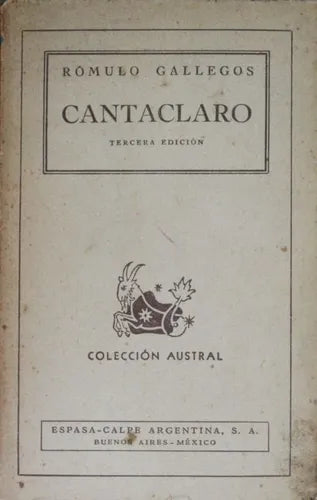 RÓMULO GALLEGOS
CANTACLARO
TERCERA EDICIÓN
COLECCIÓN AUSTRAL
ESPASA-CALPE ARGENTINA, S. A.
BUENOS AIRES-MÉXICO